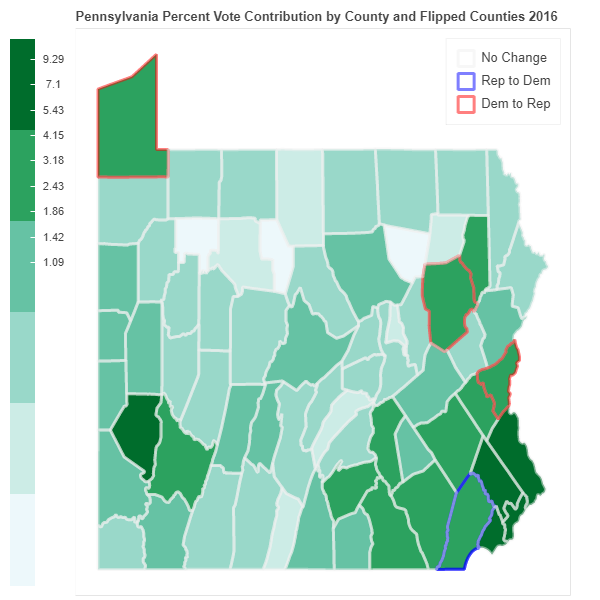 Pennsylvania Percent Vote Contribution by County and Flipped Counties 2016
No Change
Rep to Dem
Dem to Rep
9.29
7.1
5.43
4.15
3.18
2.43
1.86
1.42
1.09